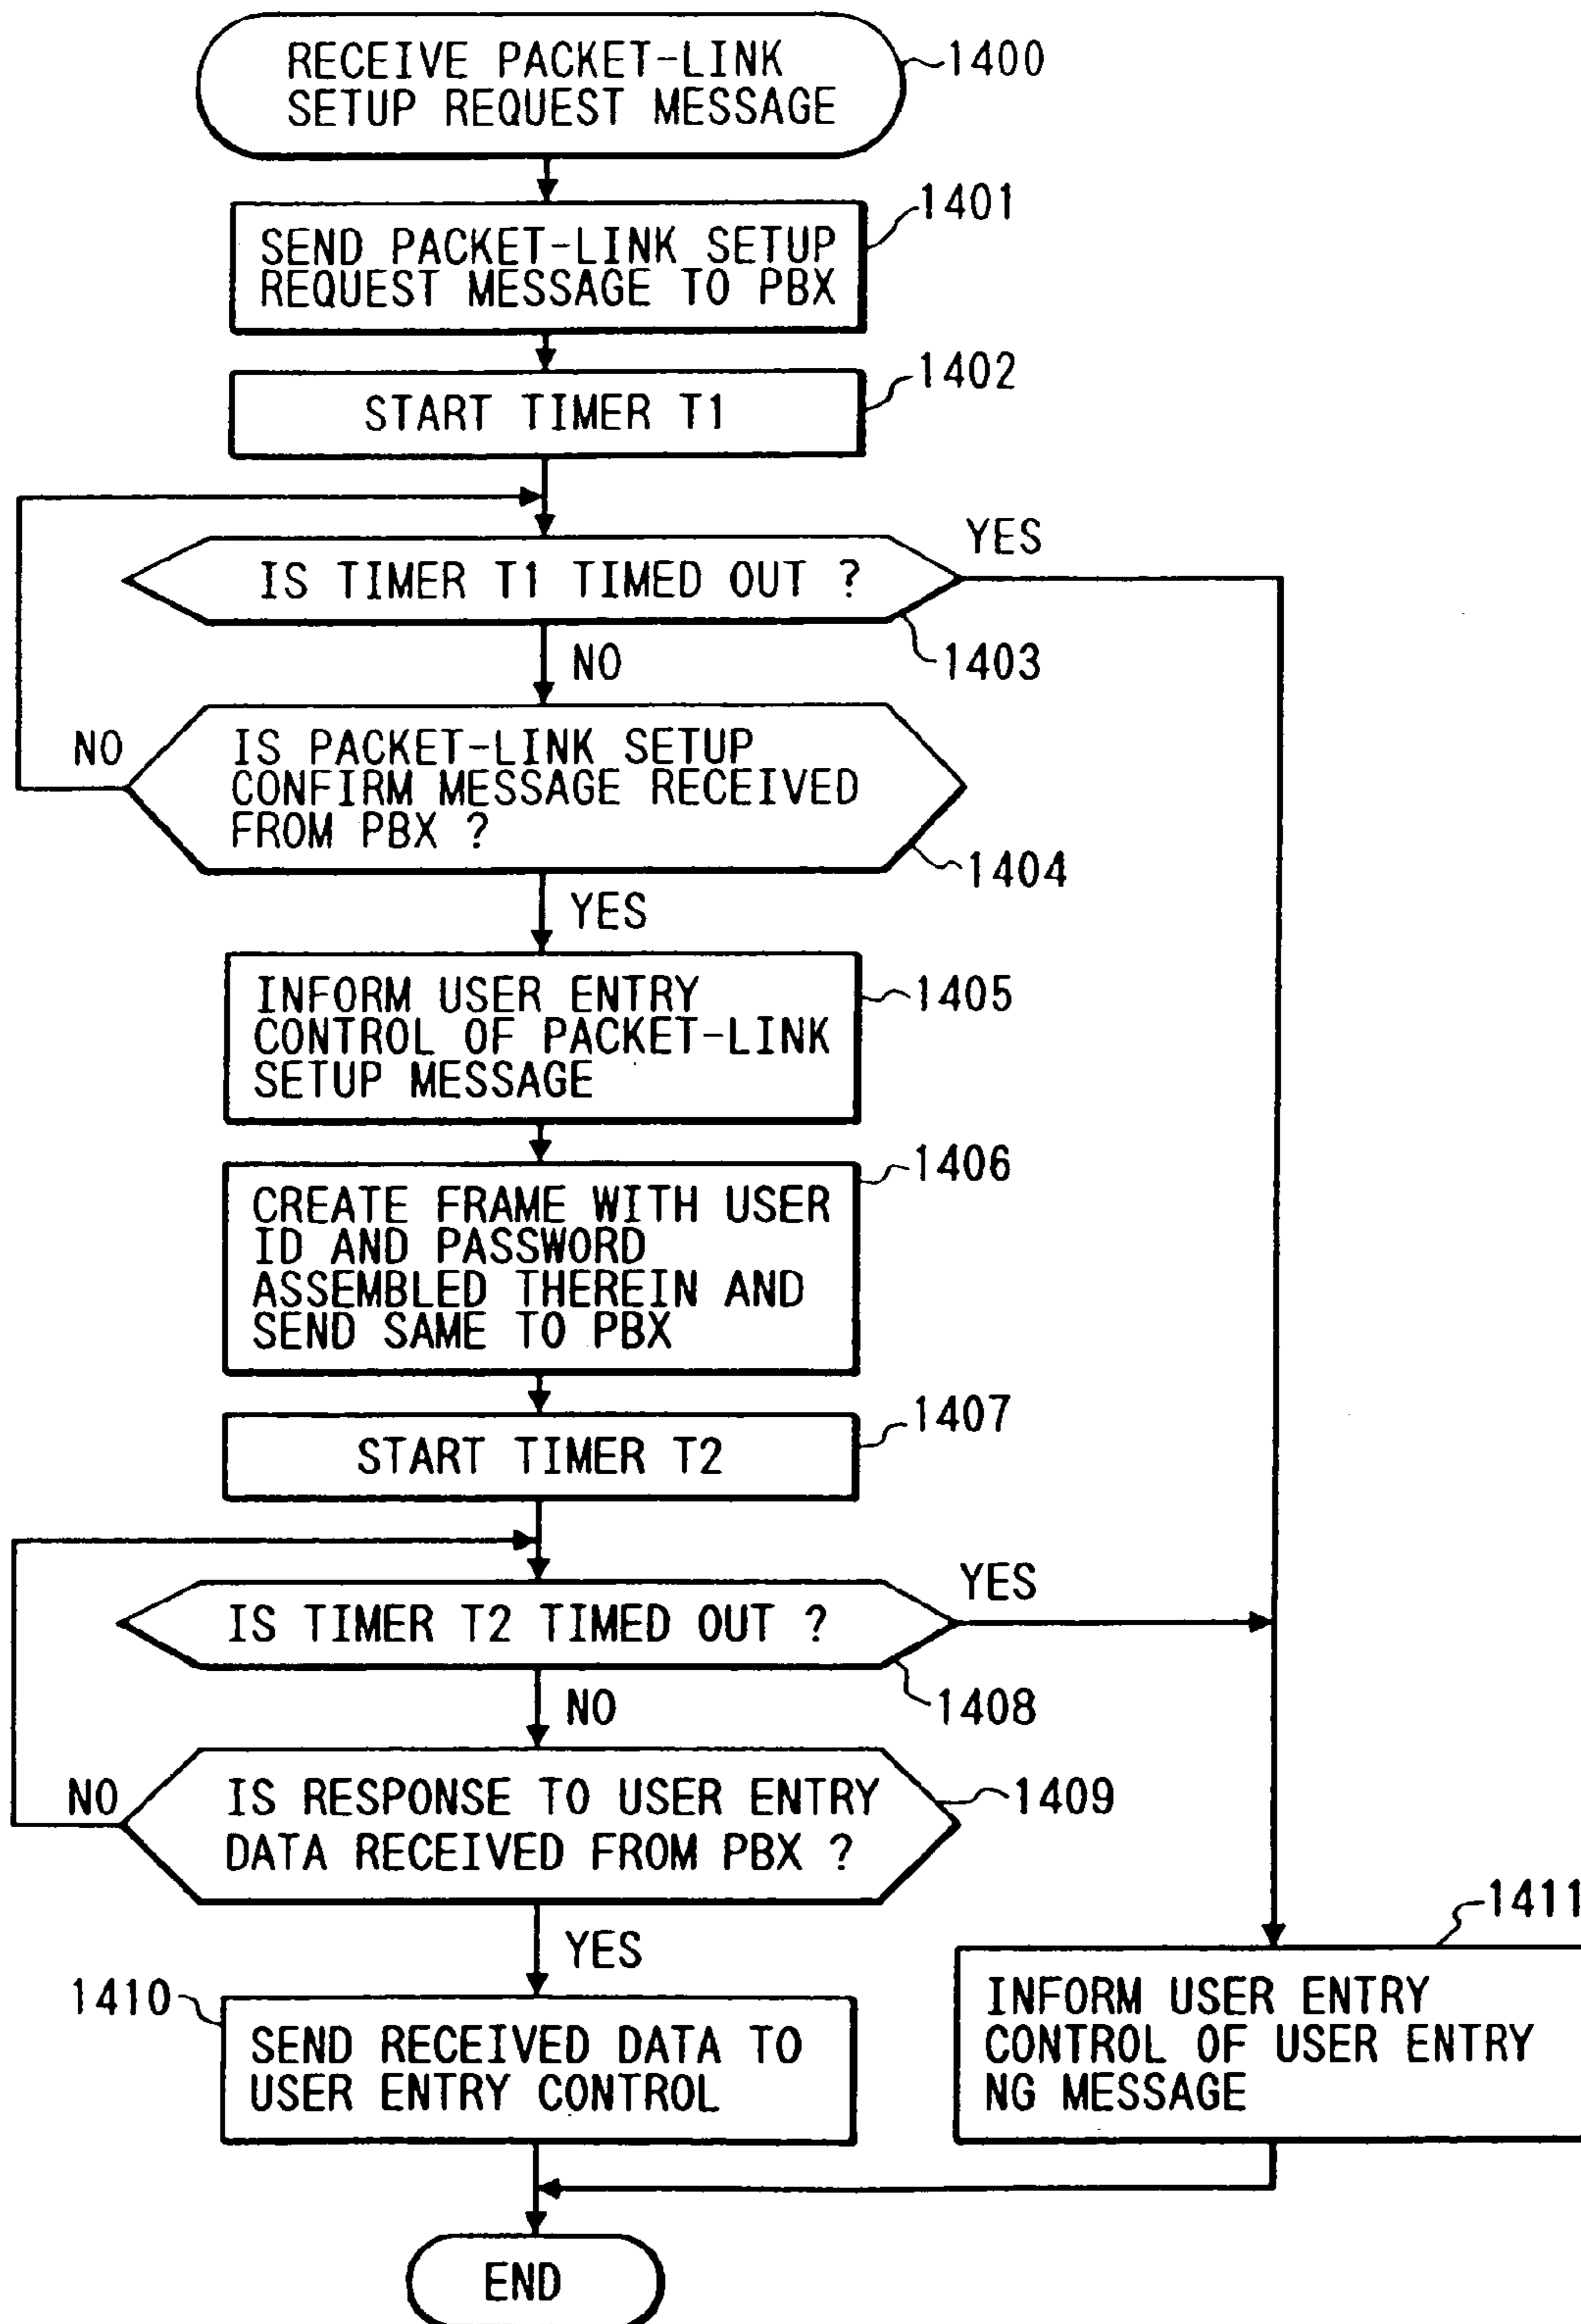 RECEIVE PACKET-LINK
SETUP REQUEST MESSAGE
1400
1401
SEND PACKET-LINK SETUP
REQUEST MESSAGE TO PBX
1402
START TIMER T1
YES
IS TIMER T1 TIMED OUT ?
1403
NO
NO
IS PACKET-LINK SETUP
CONFIRM MESSAGE RECEIVED
FROM PBX ?
1404
YES
INFORM USER ENTRY
CONTROL OF PACKET-LINK
SETUP MESSAGE
1405
1406
CREATE FRAME WITH USER
ID AND PASSWORD
ASSEMBLED THEREIN AND
SEND SAME TO PBX
1407
START TIMER T2
YES
IS TIMER T2 TIMED OUT ?
1408
NO
NO
IS RESPONSE TO USER ENTRY
DATA RECEIVED FROM PBX ?
1409
YES
1411
1410
SEND RECEIVED DATA TO
USER ENTRY CONTROL
INFORM USER ENTRY
CONTROL OF USER ENTRY
NG MESSAGE
END